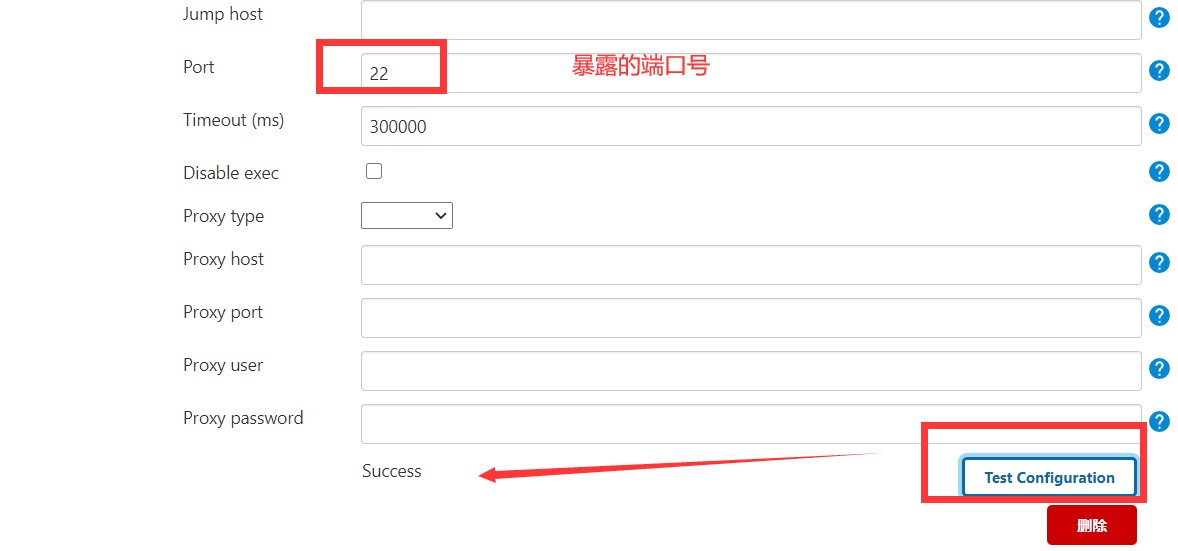 Jump host
Port
22
暴露的端口号
Timeout (ms)
300000
Disable exec
Proxy type
Proxy host
Proxy port
Proxy user
Proxy password
Success
Test Configuration
删除